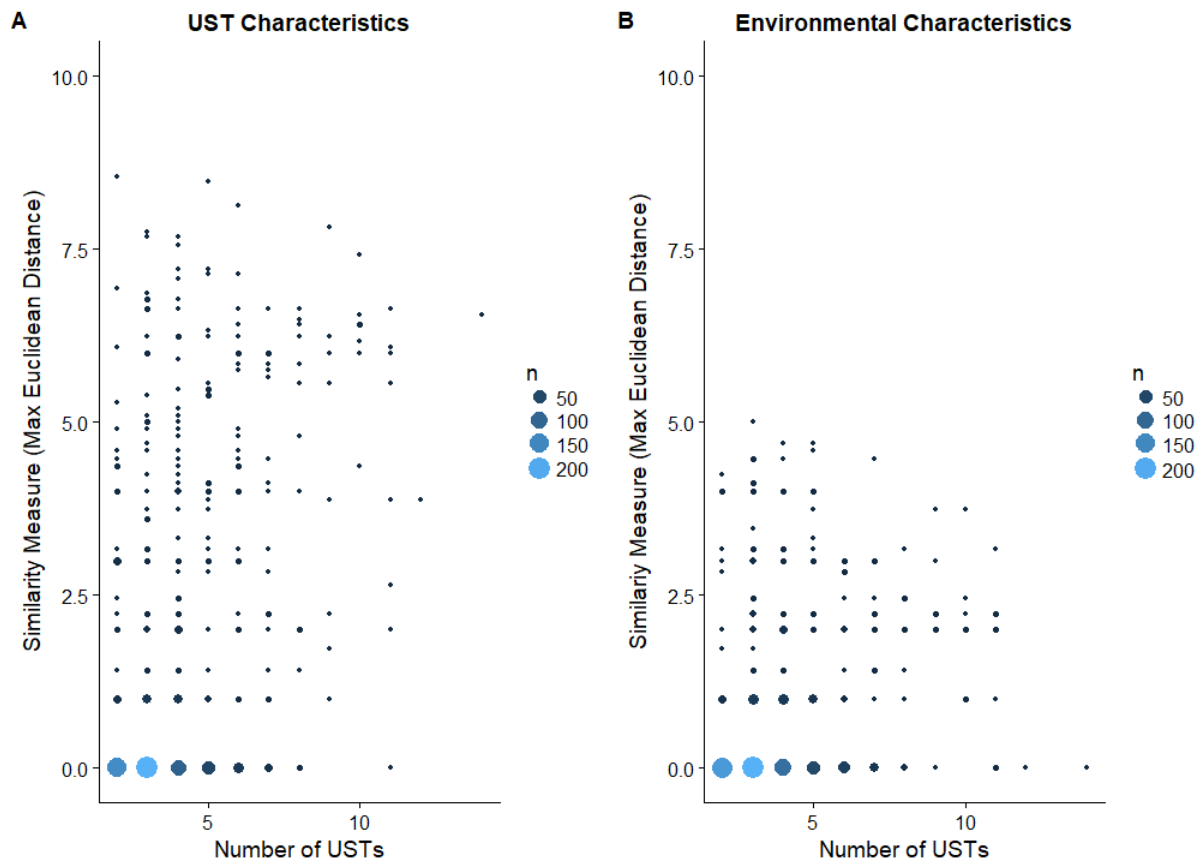 A
UST Characteristics
Similarity Measure (Max Euclidean Distance)
10.0
7.5
5.0
2.5
0.0
5
10
Number of USTs
n
50
100
150
200
B
Environmental Characteristics
Similariy Measure (Max Euclidean Distance)
10.0
7.5
5.0
2.5
0.0
5
10
Number of USTs
n
50
100
150
200